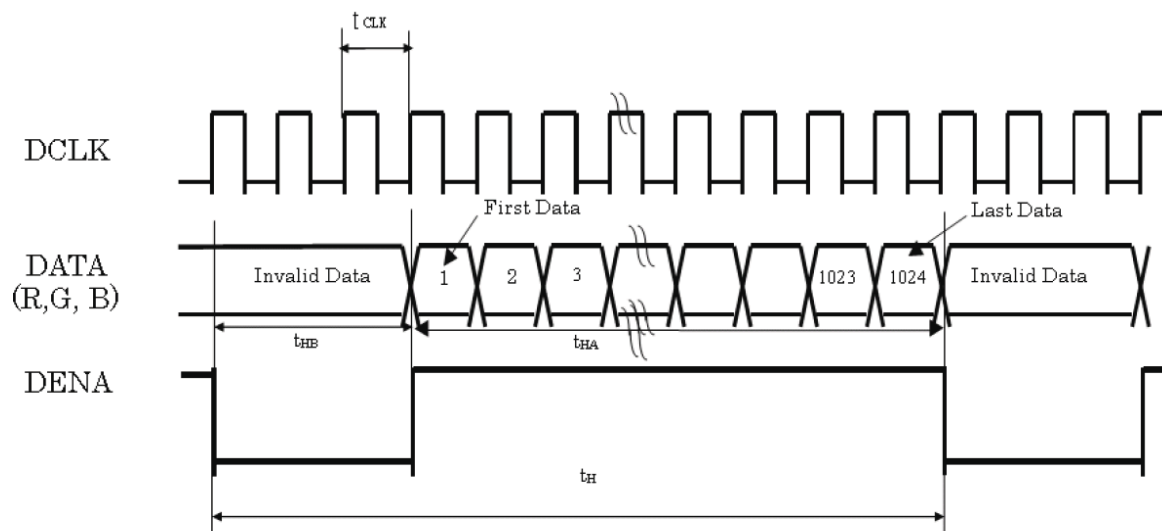 t CLK
DCLK
First Data
Last Data
DATA
(R,G, B)
Invalid Data
1
2
3
1023
1024
Invalid Data
tHB
tHA
DENA
tH